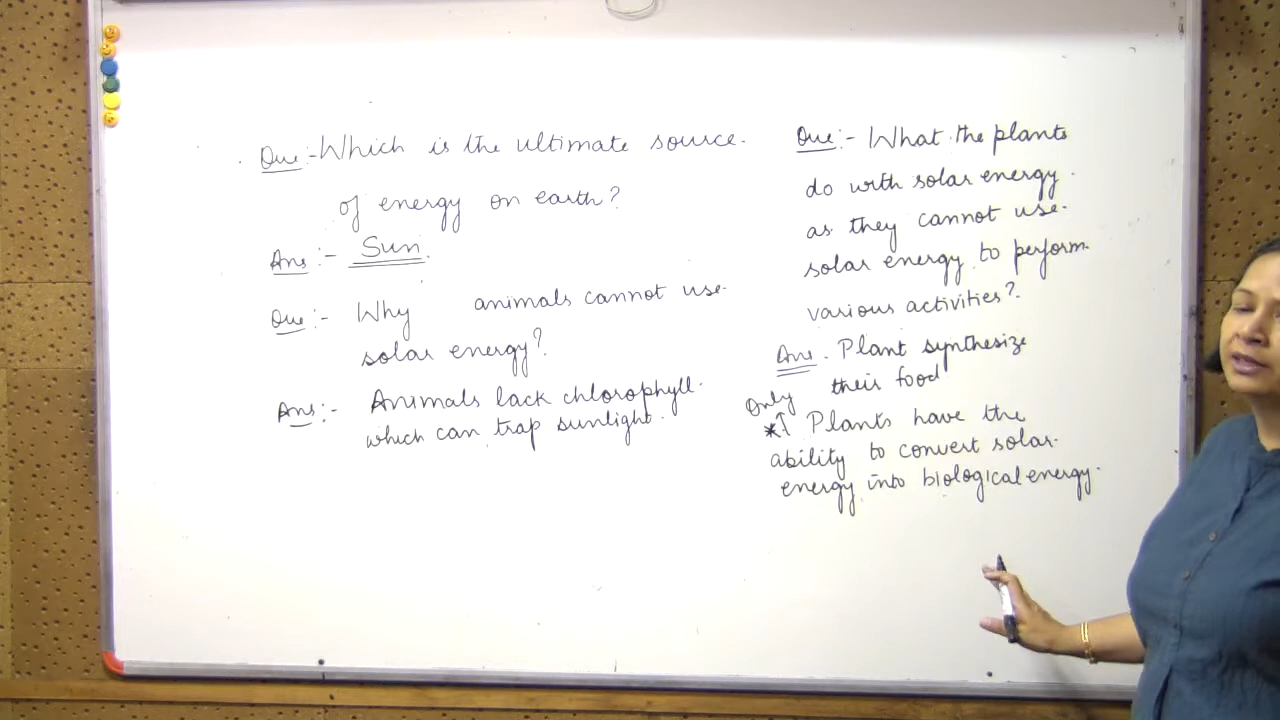 Que:- Which is the ultimate source.
of energy on earth?
Ans:- Sun.
Que:- Why animals cannot use.
solar energy?
Ans:- Animals lack chlorophyll.
which can trap sunlight.
Que:- What the plants
do with solar energy.
as they cannot use.
solar energy to perform.
various activities?
Ans. Plant synthesize
their food
Only
*↑ Plants have the
ability to convert solar.
energy into biological energy.